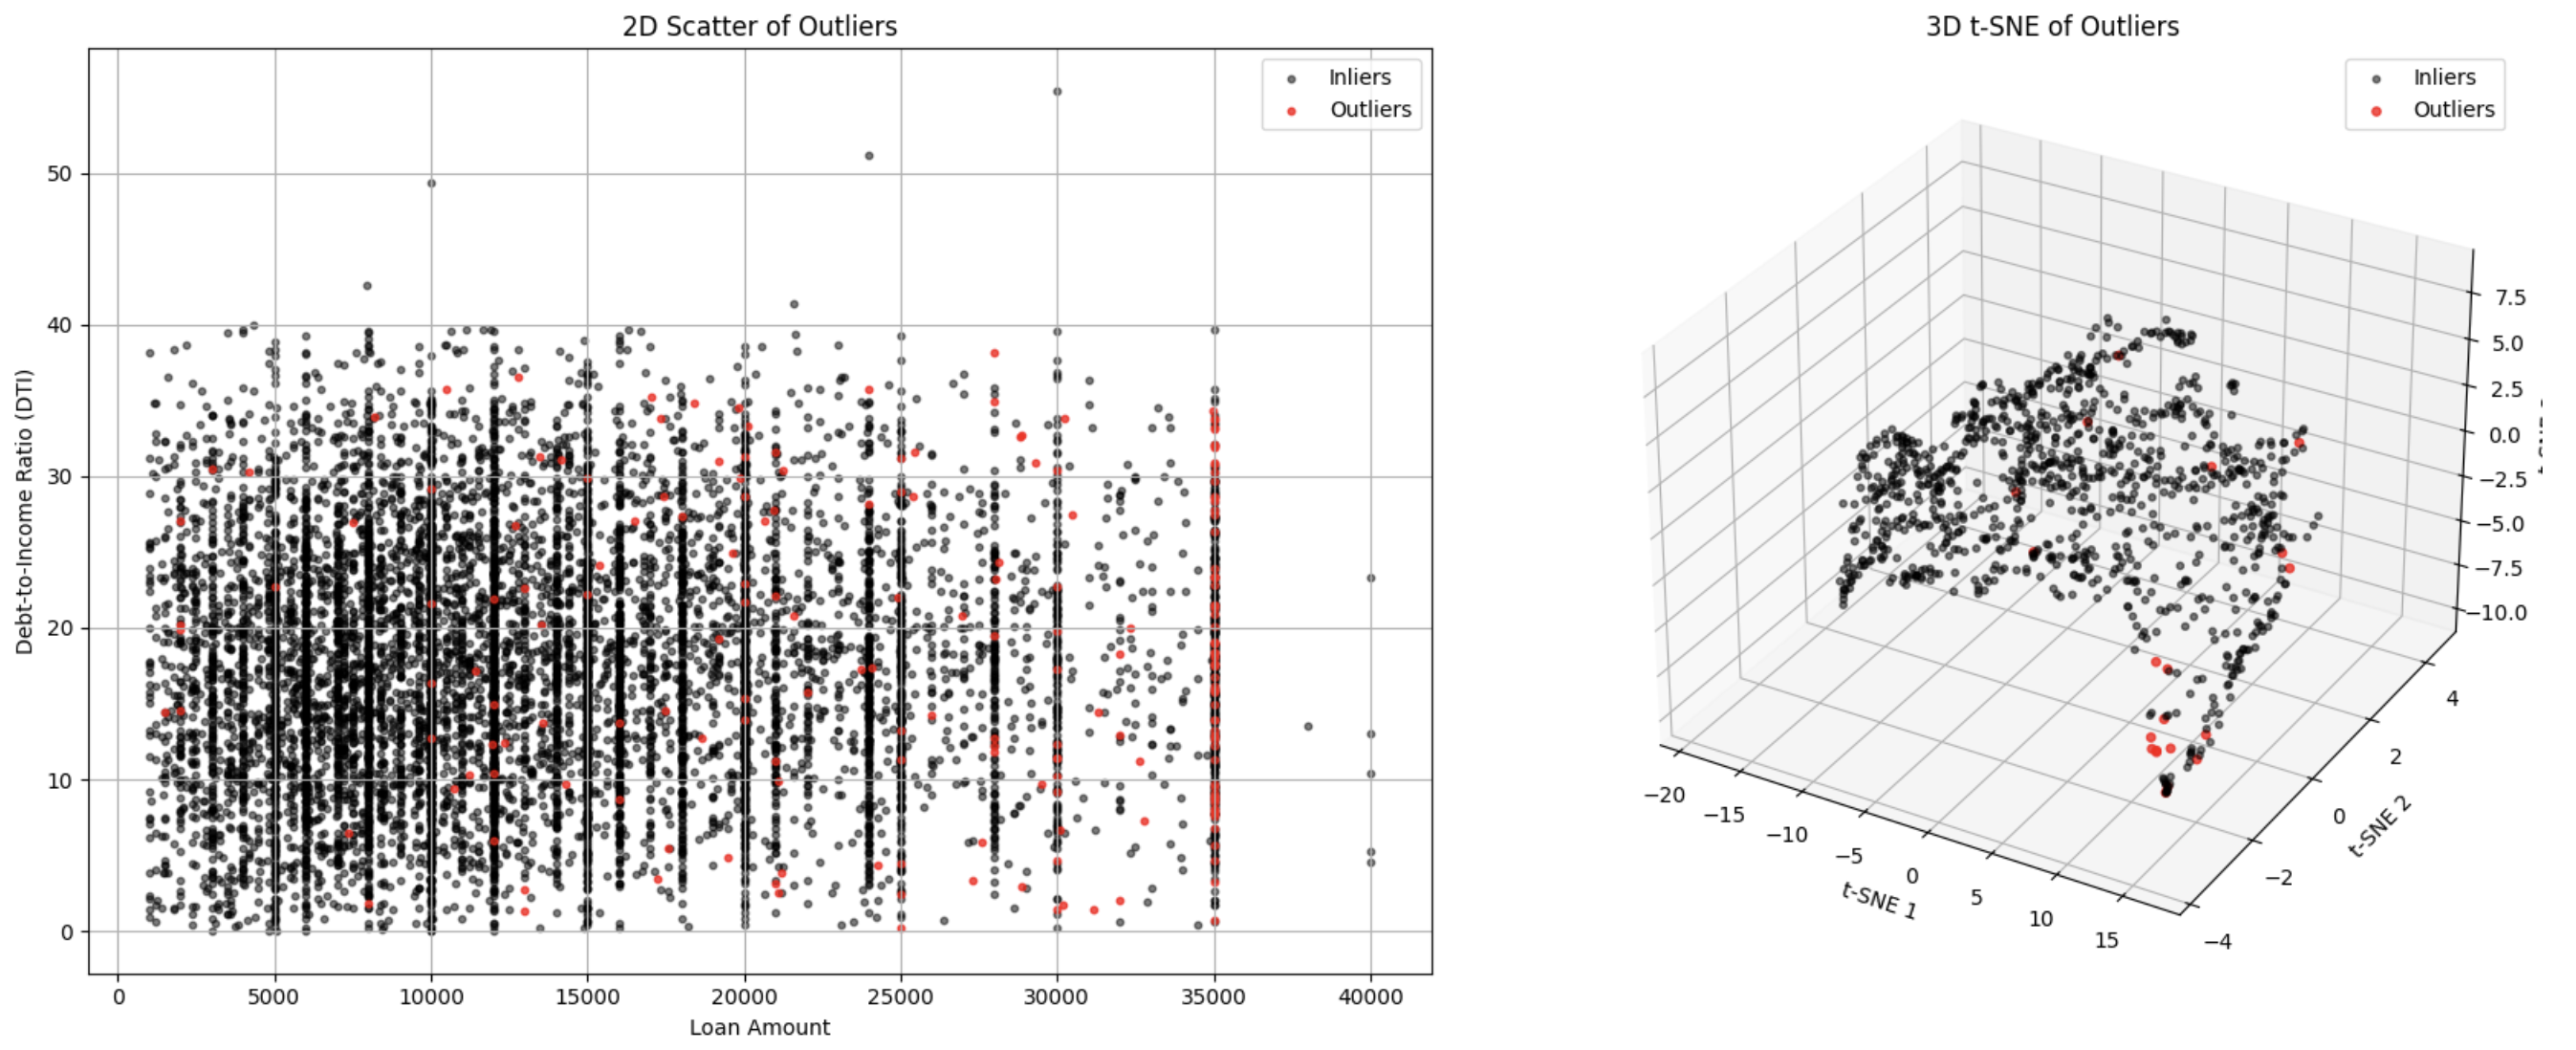 2D Scatter of Outliers
Inliers
Outliers
Debt-to-Income Ratio (DTI)
50
40
30
20
10
0
0 5000 10000 15000 20000 25000 30000 35000 40000
Loan Amount
3D t-SNE of Outliers
Inliers
Outliers
7.5
5.0
2.5
0.0
−2.5
−5.0
−7.5
−10.0
−20 −15 −10 −5 0 5 10 15
t-SNE 1
4
2
0
−2
−4
t-SNE 2